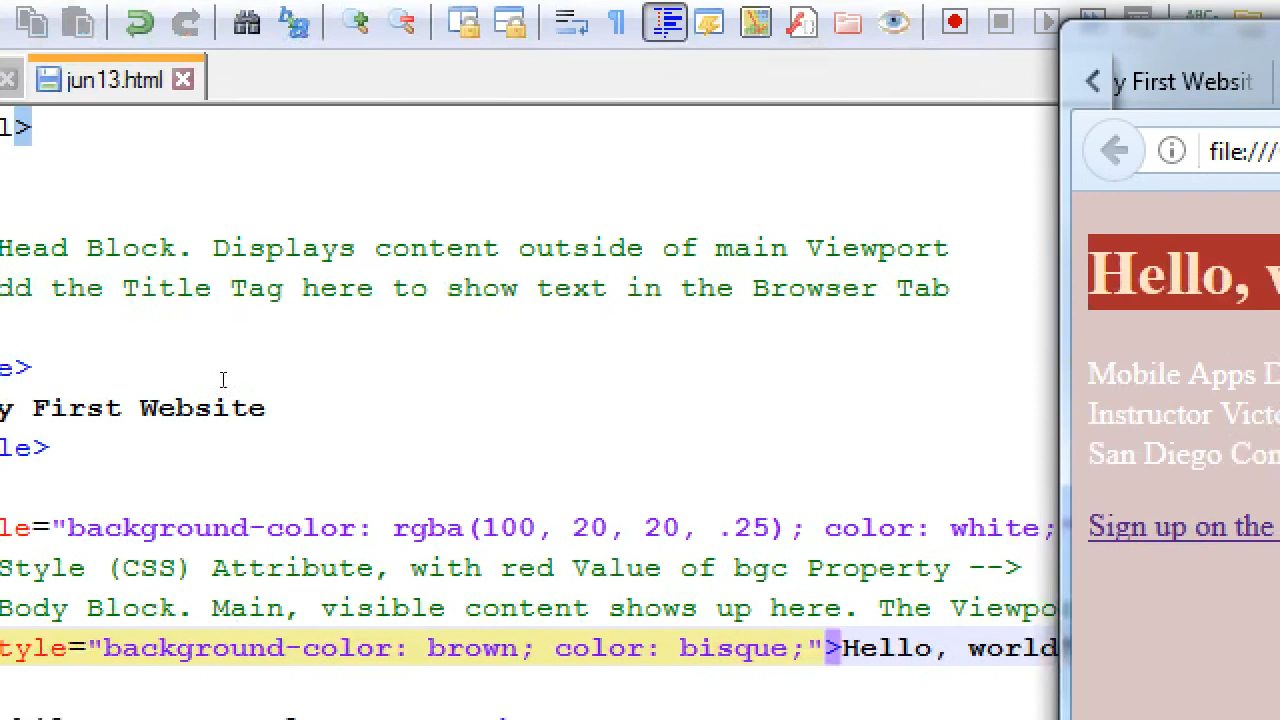 jun13.html
l>
Head Block. Displays content outside of main Viewport
dd the Title Tag here to show text in the Browser Tab
e>
y First Website
le>
le="background-color: rgba(100, 20, 20, .25); color: white;
Style (CSS) Attribute, with red Value of bgc Property -->
Body Block. Main, visible content shows up here. The Viewpo
tyle="background-color: brown; color: bisque;">Hello, world
y First Websit
file:///
Hello, w
Mobile Apps D
Instructor Victo
San Diego Com
Sign up on the